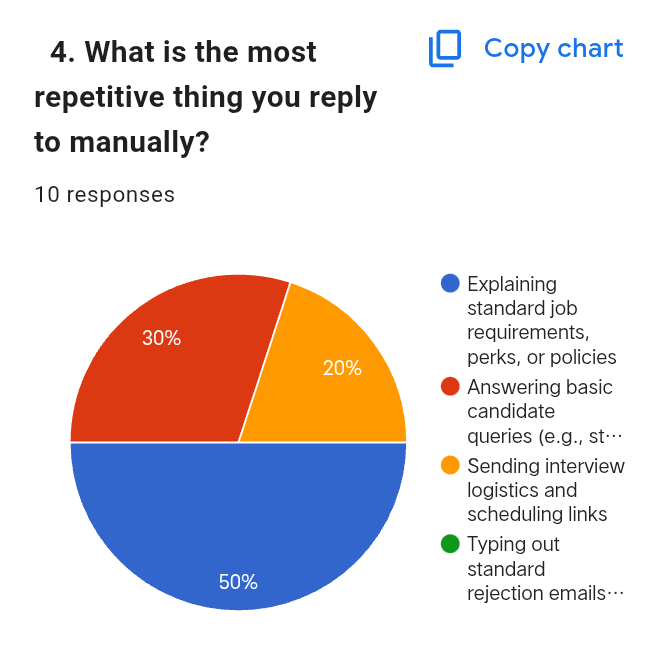 4. What is the most
repetitive thing you reply
to manually?
Copy chart
10 responses
30%
20%
50%
Explaining
standard job
requirements,
perks, or policies
Answering basic
candidate
queries (e.g., st…
Sending interview
logistics and
scheduling links
Typing out
standard
rejection emails…